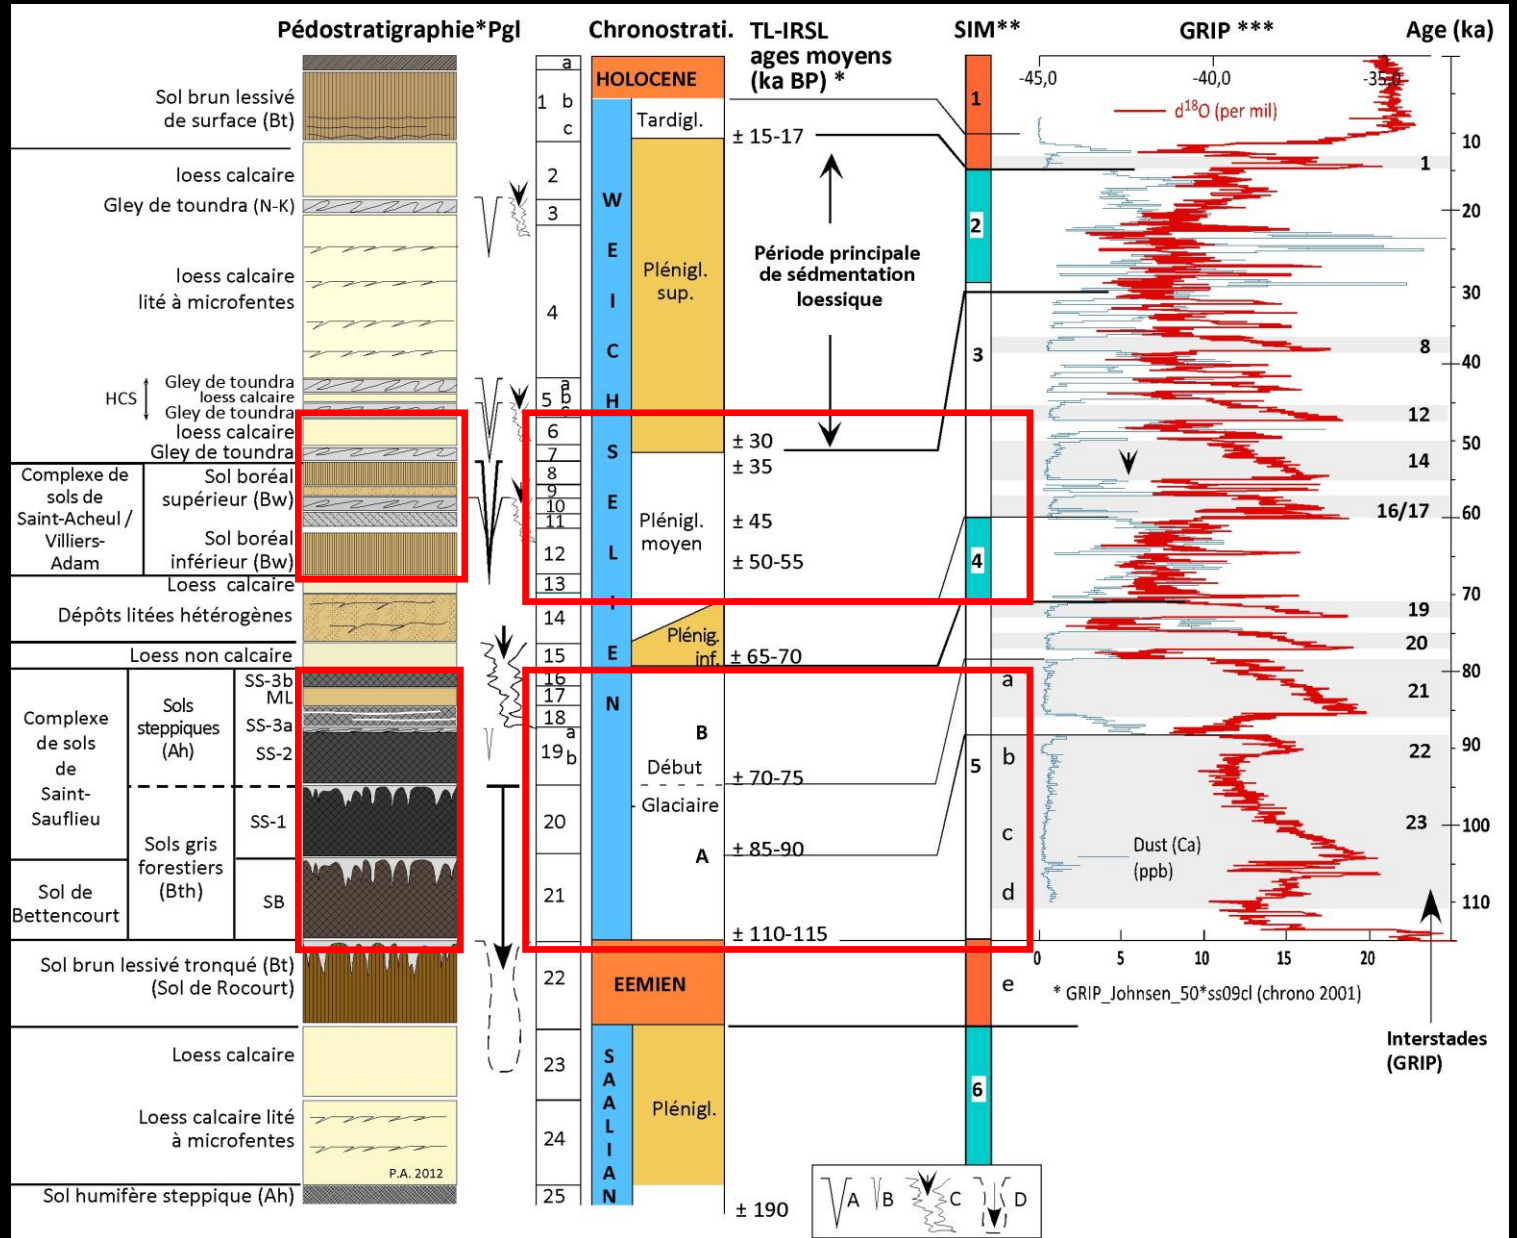 Pédostratigraphie*Pgl
Chronostrati.
TL-IRSL
ages moyens
(ka BP) *
SIM**
GRIP ***
Age (ka)
Sol brun lessivé
de surface (Bt)
loess calcaire
Gley de toundra (N-K)
loess calcaire
lité à microfentes
HCS
Gley de toundra
loess calcaire
Gley de toundra
loess calcaire
Gley de toundra
Complexe de
sols de
Saint-Acheul /
Villiers-
Adam
Sol boréal
supérieur (Bw)
Sol boréal
inférieur (Bw)
Loess calcaire
Dépôts litées hétérogènes
Loess non calcaire
Complexe
de sols
de
Saint-
Sauflieu
Sols
steppiques
(Ah)
SS-3b
ML
SS-3a
SS-2
SS-1
Sols gris
forestiers
(Bth)
Sol de
Bettencourt
SB
Sol brun lessivé tronqué (Bt)
(Sol de Rocourt)
Loess calcaire
Loess calcaire lité
à microfentes
P.A. 2012
Sol humifère steppique (Ah)
a
1 b
c
2
3
4
a
5 b
6
7
8
9
10
11
12
13
14
15
16
17
18
a
19 b
20
21
22
23
24
25
HOLOCENE
WEICHSELIEN
Tardigl.
Plénigl.
sup.
Plénigl.
moyen
Plénig.
inf.
B
Début
Glaciaire
A
EEMIEN
SAALIAN
Plénigl.
± 15-17
Période principale
de sédmentation
loessique
± 30
± 35
± 45
± 50-55
± 65-70
± 70-75
± 85-90
± 110-115
± 190
1
2
3
4
5
a
b
c
d
e
6
-45,0
-40,0
-35,0
d18O (per mil)
Dust (Ca)
(ppb)
0
5
10
15
20
* GRIP_Johnsen_50*ss09cl (chrono 2001)
1
8
12
14
16/17
19
20
21
22
23
10
20
30
40
50
60
70
80
90
100
110
Interstades
(GRIP)
A
B
C
D